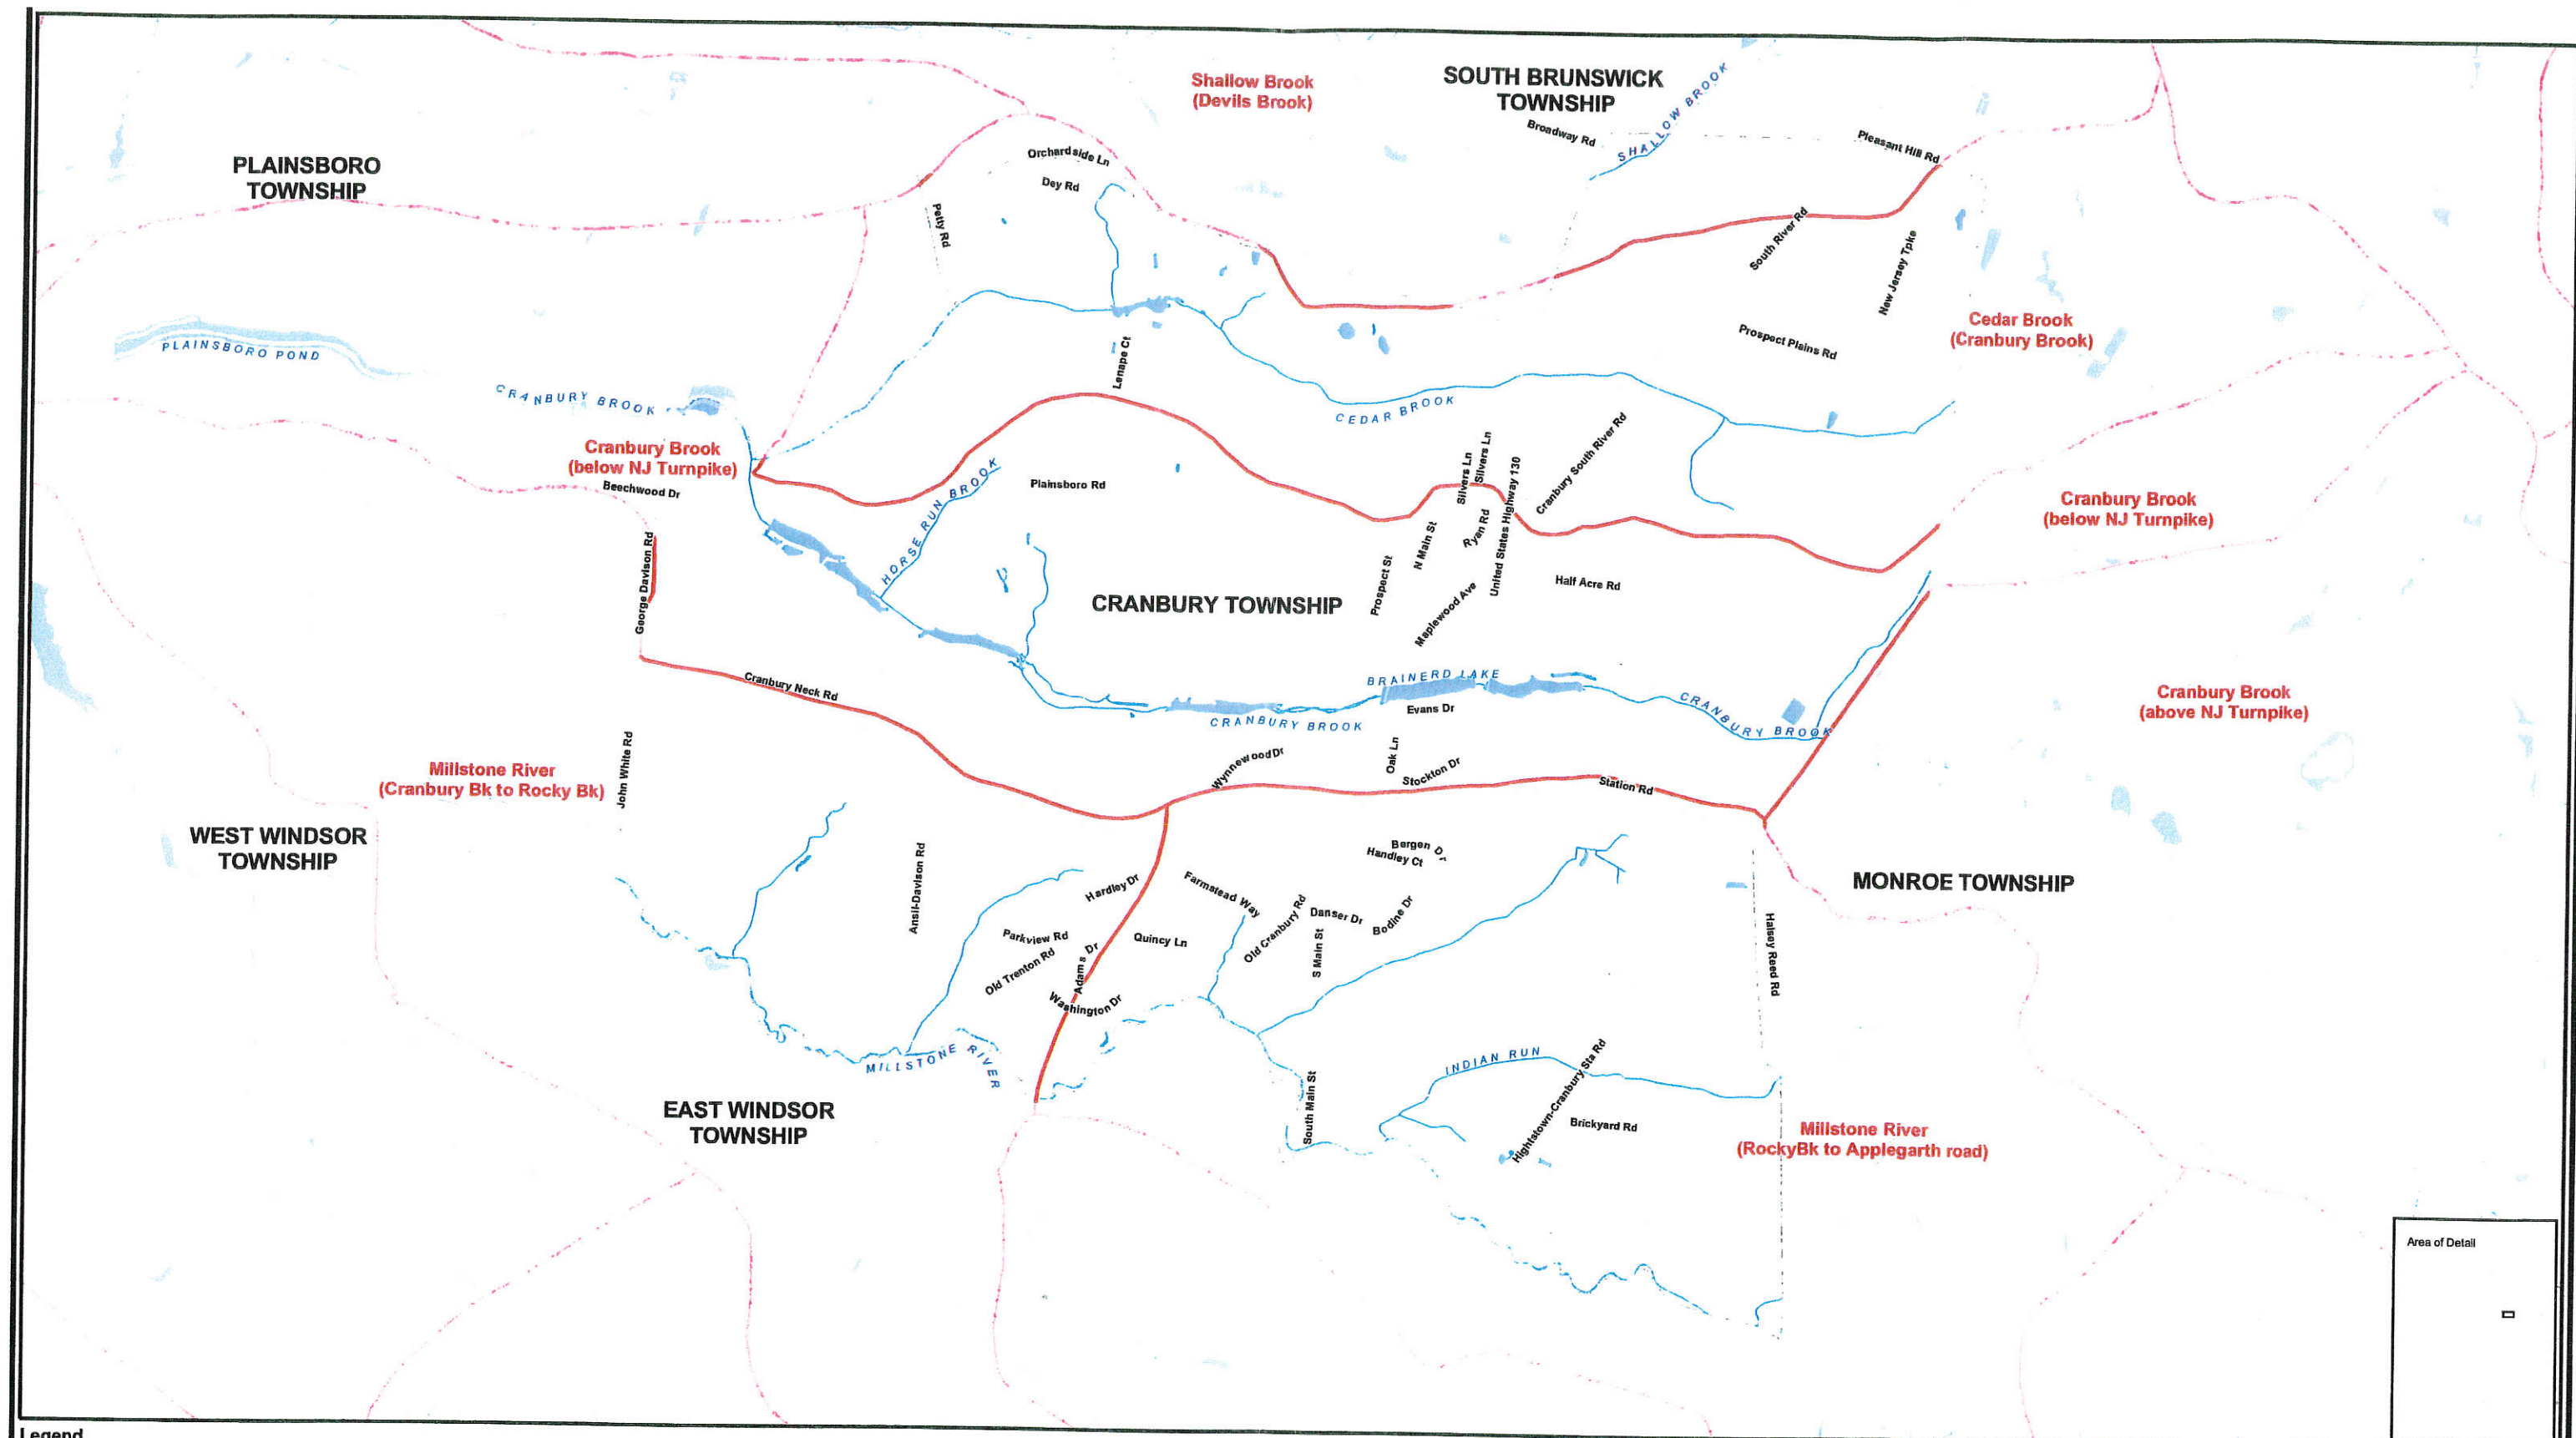 Shallow Brook
(Devils Brook)
SOUTH BRUNSWICK
TOWNSHIP
SHALLOW BROOK
Broadway Rd
Pleasant Hill Rd
PLAINSBORO
TOWNSHIP
Orchardside Ln
Dey Rd
Petty Rd
South River Rd
New Jersey Tpke
Cedar Brook
(Cranbury Brook)
Prospect Plains Rd
PLAINSBORO POND
Lenape Ct
CRANBURY BROOK
CEDAR BROOK
Cranbury Brook
(below NJ Turnpike)
Beechwood Dr
HORSE RUN BROOK
Plainsboro Rd
Silvers Ln
Silvers Ln
United States Highway 130
Cranbury South River Rd
Cranbury Brook
(below NJ Turnpike)
George Davison Rd
Ryan Rd
N Main St
Prospect St
Maplewood Ave
Half Acre Rd
CRANBURY TOWNSHIP
Cranbury Neck Rd
BRAINERD LAKE
Evans Dr
CRANBURY BROOK
CRANBURY BROOK
Cranbury Brook
(above NJ Turnpike)
John White Rd
Millstone River
(Cranbury Bk to Rocky Bk)
Wynnewood Dr
Oak Ln
Stockton Dr
Station Rd
WEST WINDSOR
TOWNSHIP
Ansil-Davison Rd
Bergen Dr
Handley Ct
Hardley Dr
Farmstead Way
MONROE TOWNSHIP
Parkview Rd
Old Trenton Rd
Adams Dr
Quincy Ln
Old Cranbury Rd
Danser Dr
Bodine Dr
S Main St
Halsey Reed Rd
Washington Dr
MILLSTONE RIVER
INDIAN RUN
Hightstown-Cranbury Sta Rd
South Main St
Brickyard Rd
EAST WINDSOR
TOWNSHIP
Millstone River
(RockyBk to Applegarth road)
Area of Detail
Legend